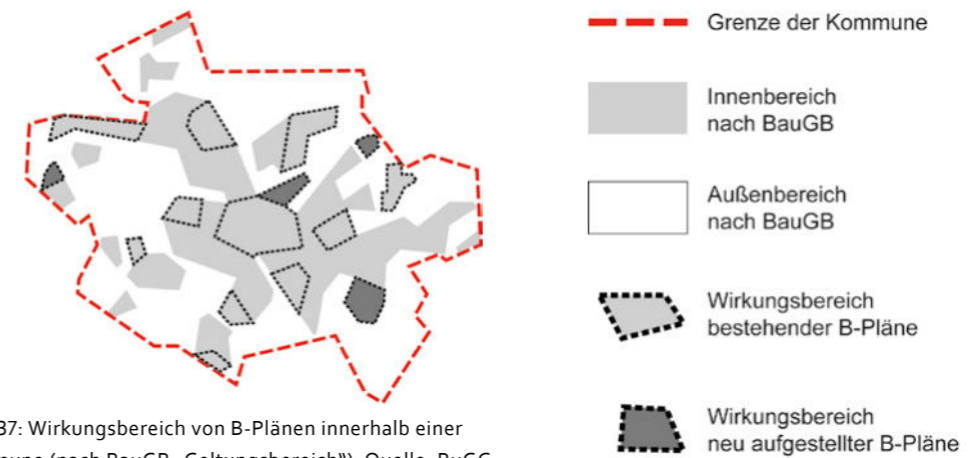 Grenze der Kommune
Innenbereich
nach BauGB
Außenbereich
nach BauGB
Wirkungsbereich
bestehender B-Pläne
Wirkungsbereich
neu aufgestellter B-Pläne
37: Wirkungsbereich von B-Plänen innerhalb einer